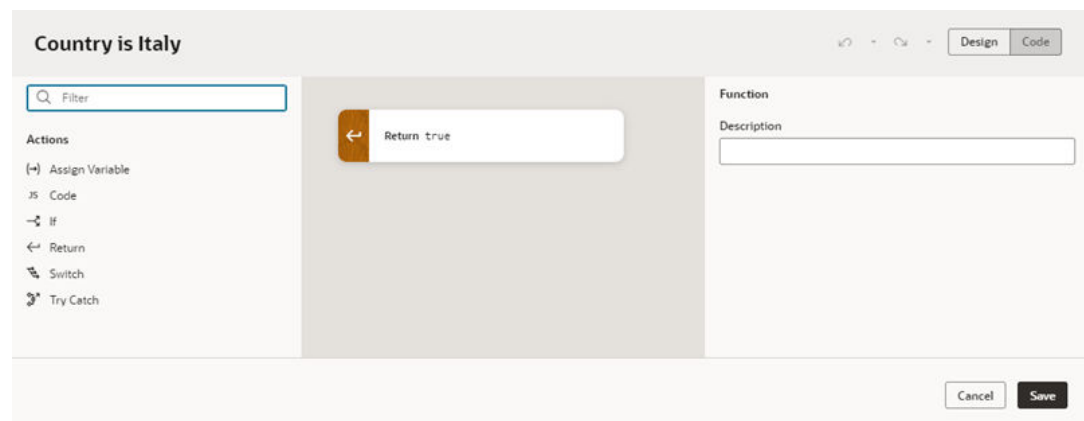 Country is Italy
Design
Code
Filter
Actions
Assign Variable
JS Code
If
Return
Switch
Try Catch
Return true
Function
Description
Cancel
Save